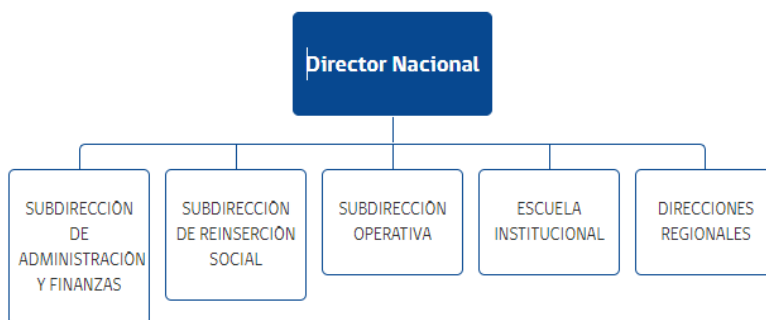 Director Nacional
SUBDIRECCIÓN
DE
ADMINISTRACIÓN
Y FINANZAS
SUBDIRECCIÓN
DE REINSERCIÓN
SOCIAL
SUBDIRECCIÓN
OPERATIVA
ESCUELA
INSTITUCIONAL
DIRECCIONES
REGIONALES